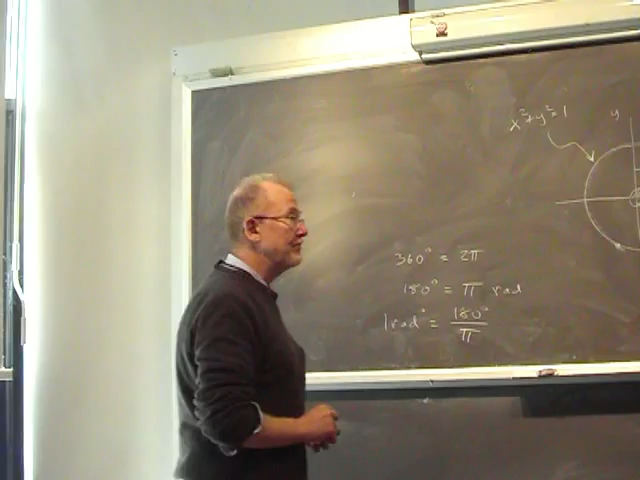 x²+y²=1
y
360° = 2π
180° = π rad
1 rad° = 180°/π